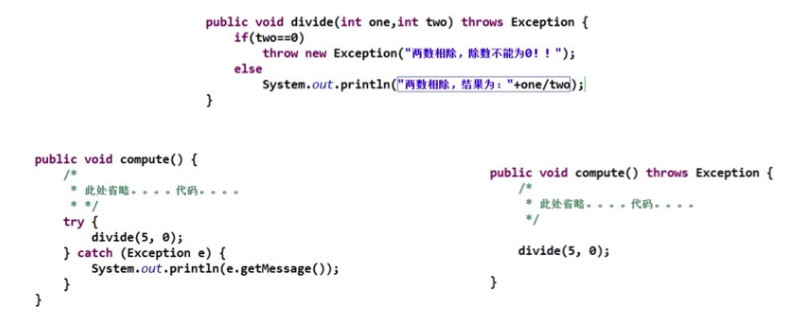 public void divide(int one,int two) throws Exception {
if(two==0)
throw new Exception("两数相除，除数不能为0！！");
else
System.out.println("两数相除，结果为："+one/two);
}
public void compute() {
/*
* 此处省略。。。。代码。。。。
* */
try {
divide(5, 0);
} catch (Exception e) {
System.out.println(e.getMessage());
}
}
public void compute() throws Exception {
/*
* 此处省略。。。。代码。。。。
*/
divide(5, 0);
}